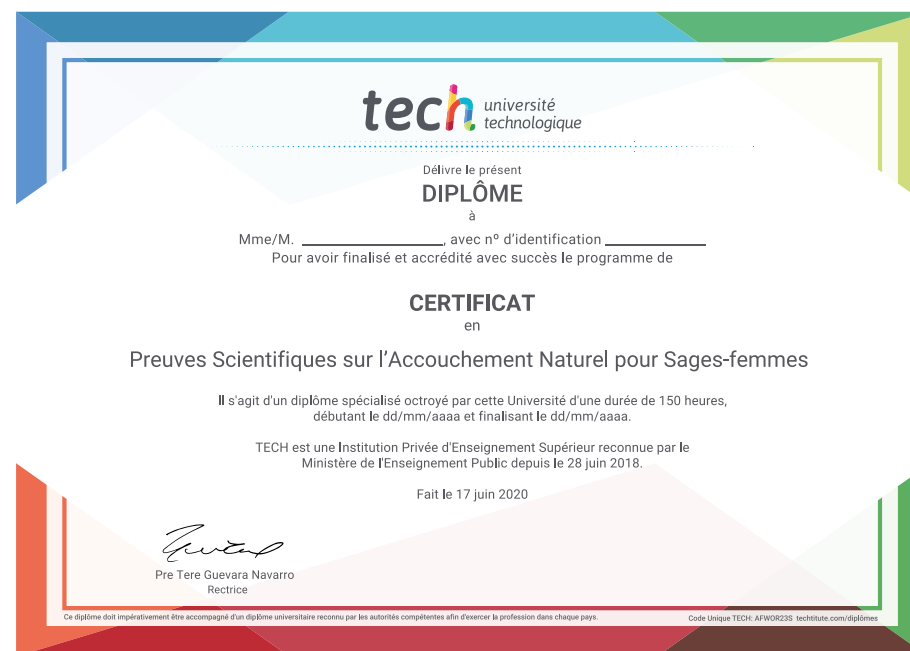 tech université
technologique
Délivre le présent
DIPLÔME
à
Mme/M. ____________________, avec nº d'identification ______________
Pour avoir finalisé et accrédité avec succès le programme de
CERTIFICAT
en
Preuves Scientifiques sur l'Accouchement Naturel pour Sages-femmes
Il s'agit d'un diplôme spécialisé octroyé par cette Université d'une durée de 150 heures,
débutant le dd/mm/aaaa et finalisant le dd/mm/aaaa.
TECH est une Institution Privée d'Enseignement Supérieur reconnue par le
Ministère de l'Enseignement Public depuis le 28 juin 2018.
Fait le 17 juin 2020
Pre Tere Guevara Navarro
Rectrice
Ce diplôme doit impérativement être accompagné d'un diplôme universitaire reconnu par les autorités compétentes afin d'exercer la profession dans chaque pays.
Code Unique TECH: AFWOR23S techtitute.com/diplômes